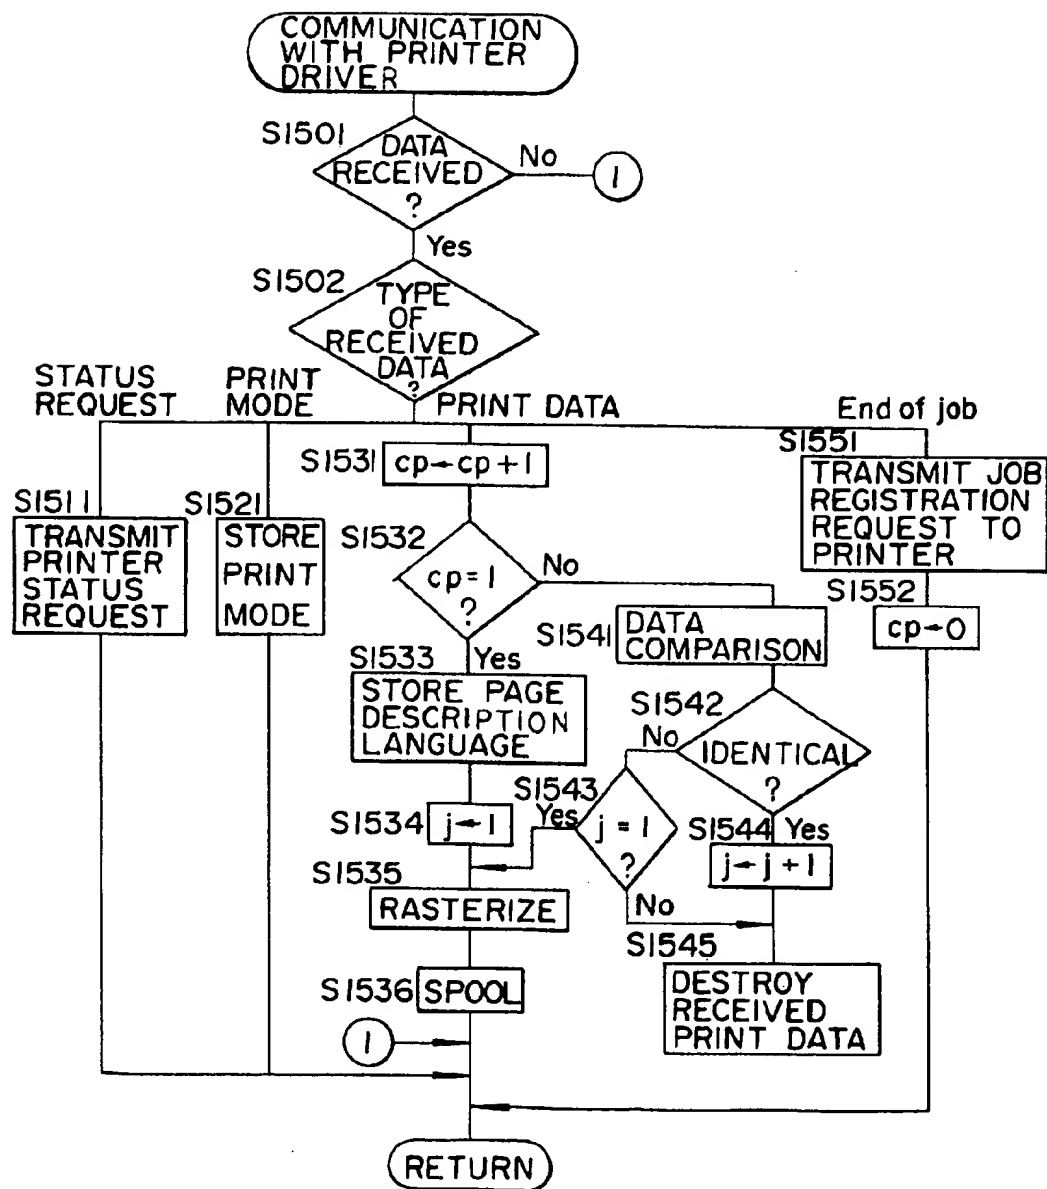 COMMUNICATION
WITH PRINTER
DRIVER
S1501
DATA
RECEIVED
?
No
1
Yes
S1502
TYPE
OF
RECEIVED
DATA
?
STATUS
REQUEST
PRINT
MODE
PRINT DATA
End of job
S1531
cp←cp+1
S1551
TRANSMIT JOB
REGISTRATION
REQUEST TO
PRINTER
S1511
TRANSMIT
PRINTER
STATUS
REQUEST
S1521
STORE
PRINT
MODE
S1532
cp=1
?
No
Yes
S1552
cp←0
S1541
DATA
COMPARISON
S1533
STORE PAGE
DESCRIPTION
LANGUAGE
S1542
IDENTICAL
?
No
Yes
S1543
j=1
?
Yes
No
S1534
j←1
S1544
j←j+1
S1535
RASTERIZE
S1545
DESTROY
RECEIVED
PRINT DATA
S1536
SPOOL
1
RETURN